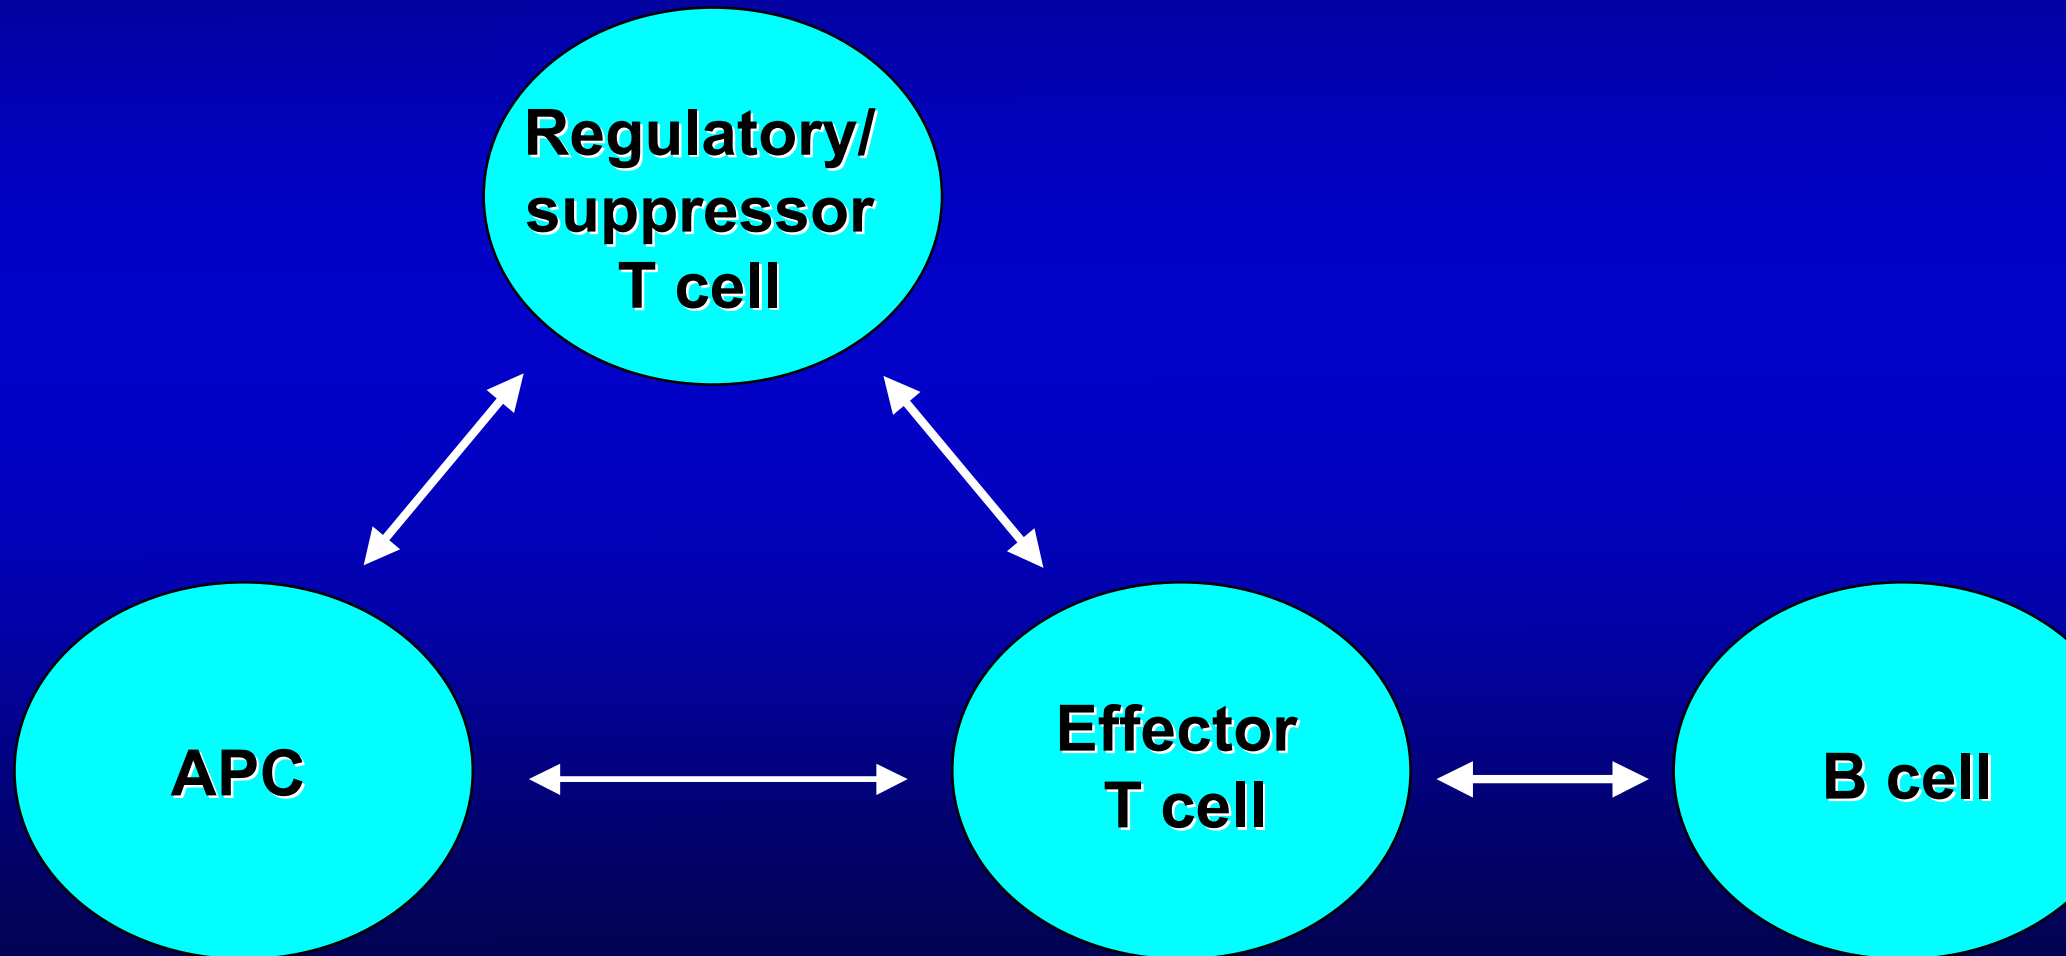 Regulatory/
suppressor
T cell
APC
Effector
T cell
B cell